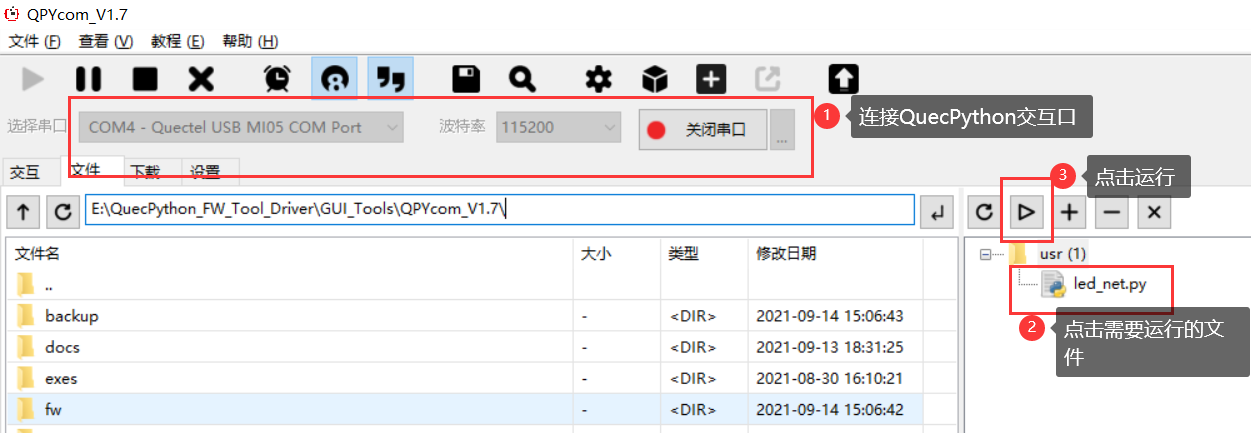 QPYcom_V1.7
文件 (F) 查看 (V) 教程 (E) 帮助 (H)
选择串口 COM4 - Quectel USB MI05 COM Port 波特率 115200 关闭串口 ...
1 连接QuecPython交互口
交互 文件 下载 设置
3 点击运行
E:\QuecPython_FW_Tool_Driver\GUI_Tools\QPYcom_V1.7\
文件名 大小 类型 修改日期
usr (1)
..
led_net.py
backup - <DIR> 2021-09-14 15:06:43
2 点击需要运行的文
件
docs - <DIR> 2021-09-13 18:31:25
exes - <DIR> 2021-08-30 16:10:21
fw - <DIR> 2021-09-14 15:06:42